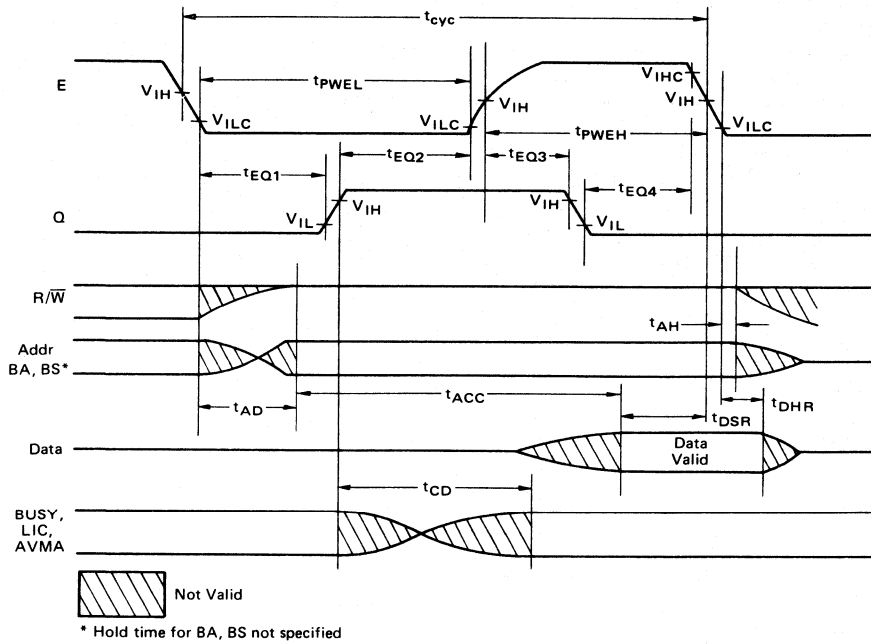 tcyc
E
VIH
VILC
tPWEL
VILC
VIH
VIHC
VIH
VILC
tPWEH
tEQ1
tEQ2
tEQ3
tEQ4
Q
VIL
VIH
VIH
VIL
R/W̅
tAH
Addr
BA, BS*
tAD
tACC
tDSR
tDHR
Data
Data
Valid
tCD
BUSY,
LIC,
AVMA
Not Valid
* Hold time for BA, BS not specified